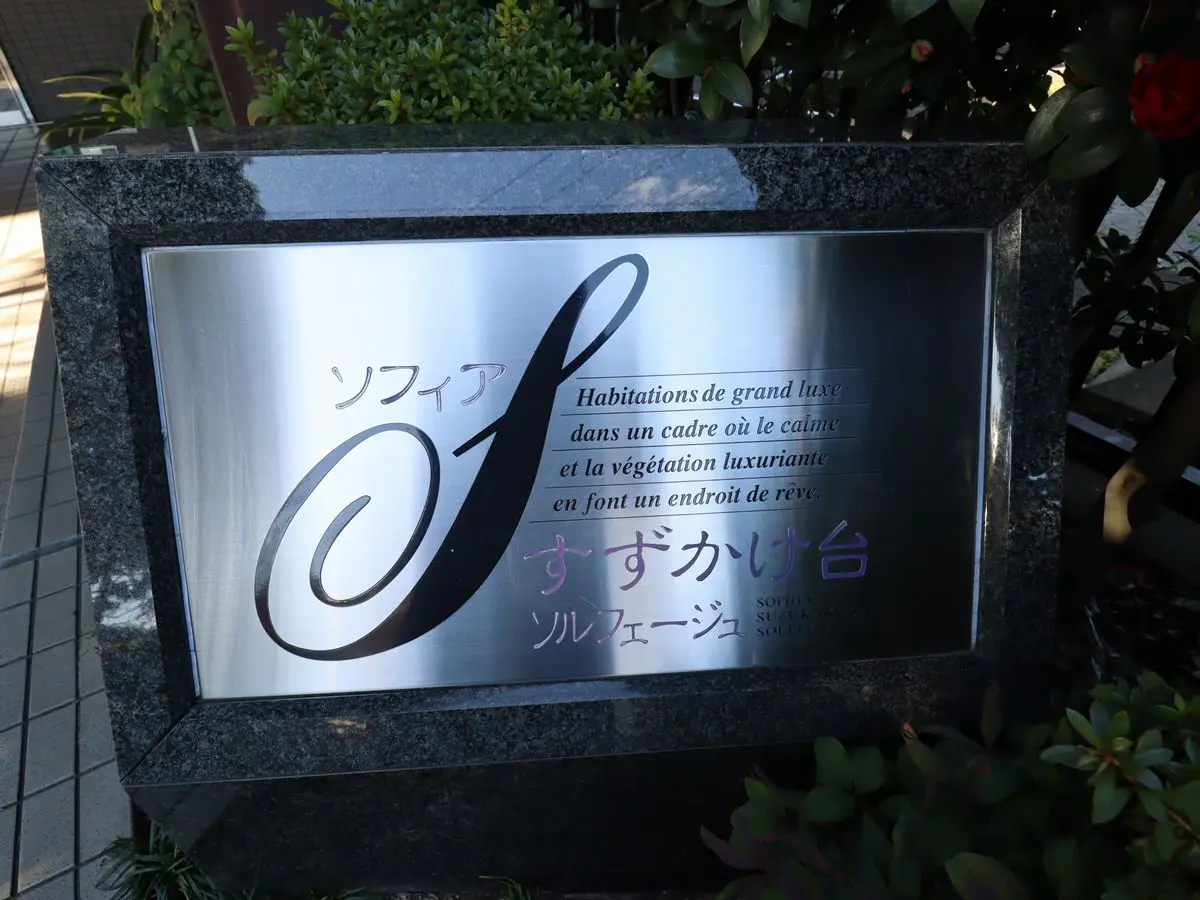 ソフィア
S
Habitations de grand luxe
dans un cadre où le calme
et la végétation luxuriante
en font un endroit de rêve.
すずかけ台
ソルフェージュ